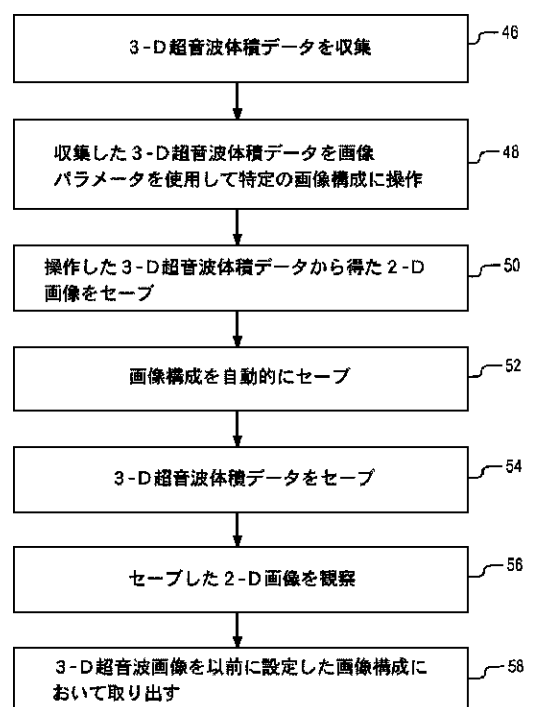 3-D超音波体積データを収集
46
収集した3-D超音波体積データを画像
パラメータを使用して特定の画像構成に操作
48
操作した3-D超音波体積データから得た2-D
画像をセーブ
50
画像構成を自動的にセーブ
52
3-D超音波体積データをセーブ
54
セーブした2-D画像を観察
56
3-D超音波画像を以前に設定した画像構成に
おいて取り出す
58